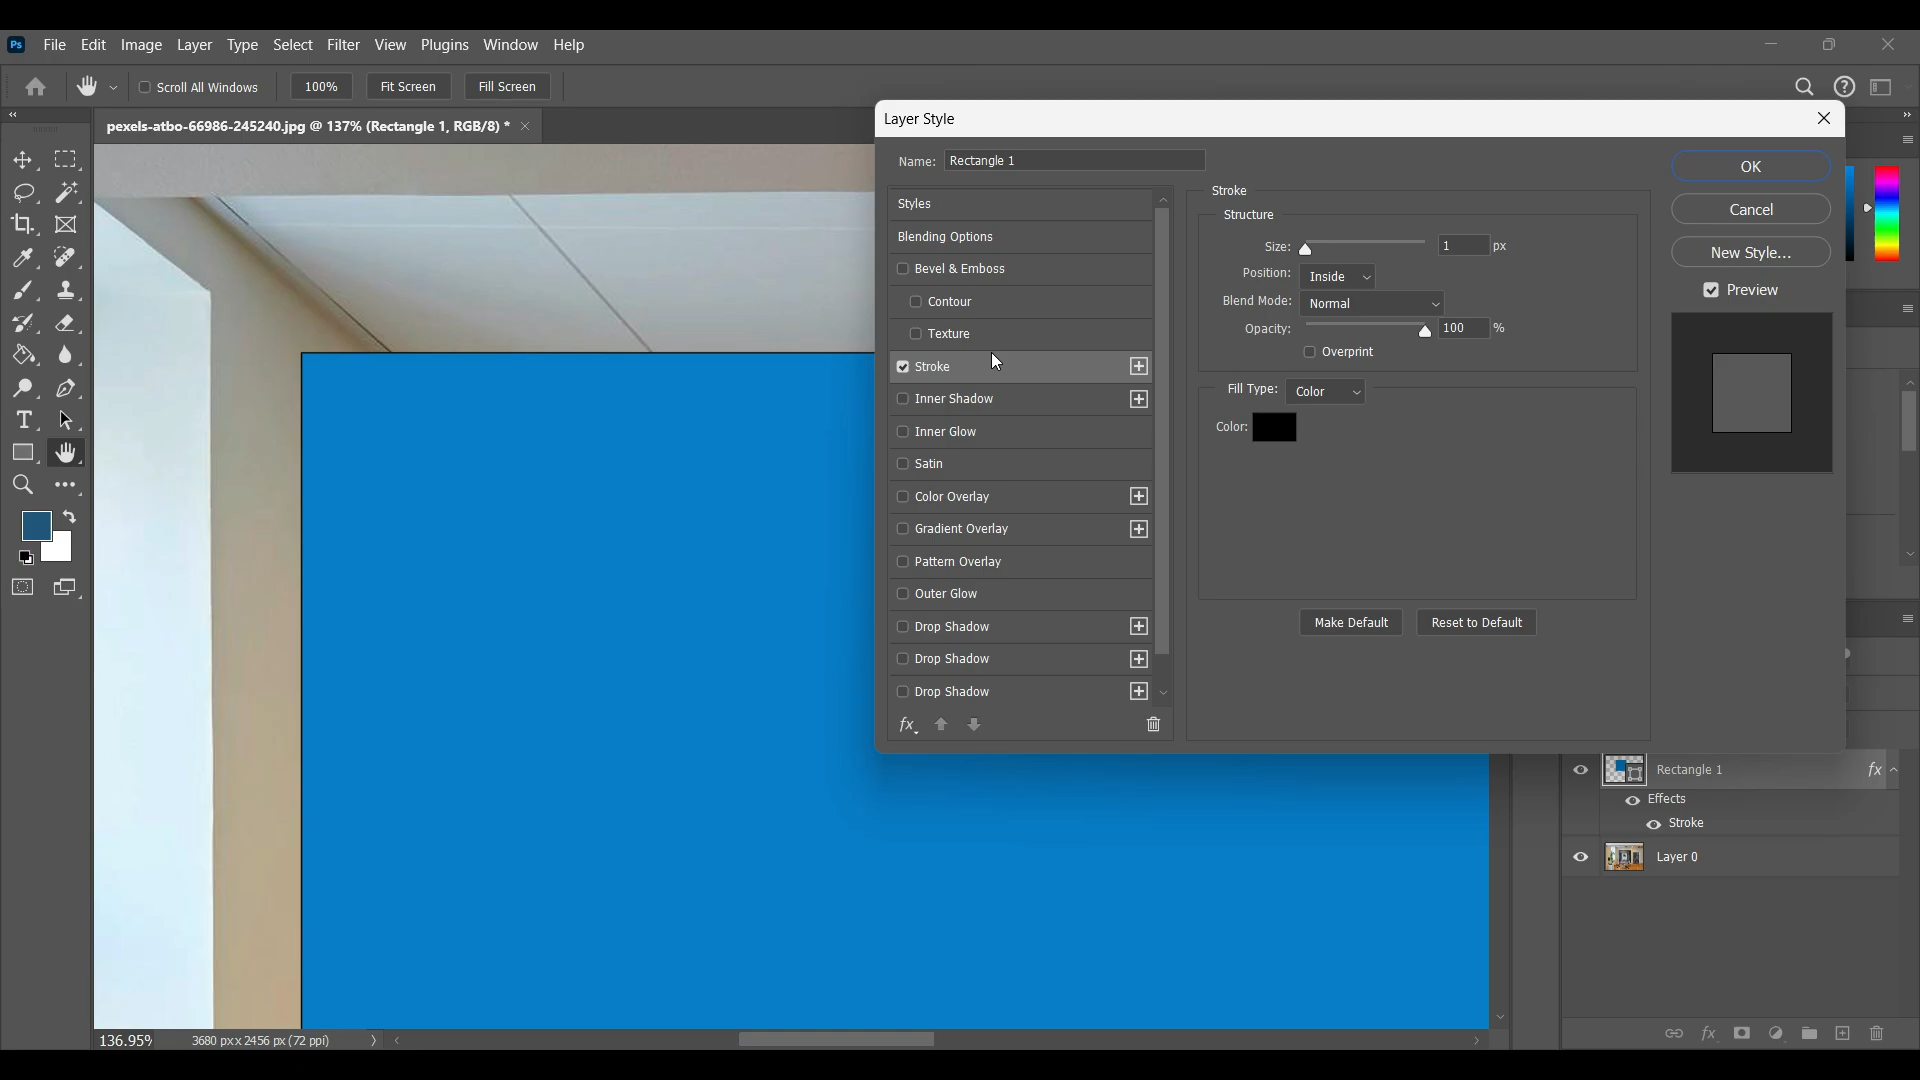 Ps File Edit Image Layer Type Select Filter View Plugins Window Help
Scroll All Windows 100% Fit Screen Fill Screen
pexels-atbo-66986-245240.jpg @ 137% (Rectangle 1, RGB/8) *
Layer Style
Name: Rectangle 1
Styles
Blending Options
Bevel & Emboss
Contour
Texture
Stroke
Inner Shadow
Inner Glow
Satin
Color Overlay
Gradient Overlay
Pattern Overlay
Outer Glow
Drop Shadow
Drop Shadow
Drop Shadow
fx
Stroke
Structure
Size: 1 px
Position: Inside
Blend Mode: Normal
Opacity: 100 %
Overprint
Fill Type: Color
Color:
Make Default Reset to Default
OK
Cancel
New Style...
Preview
Rectangle 1 fx
Effects
Stroke
Layer 0
136.95% 3680 px x 2456 px (72 ppi)
fx